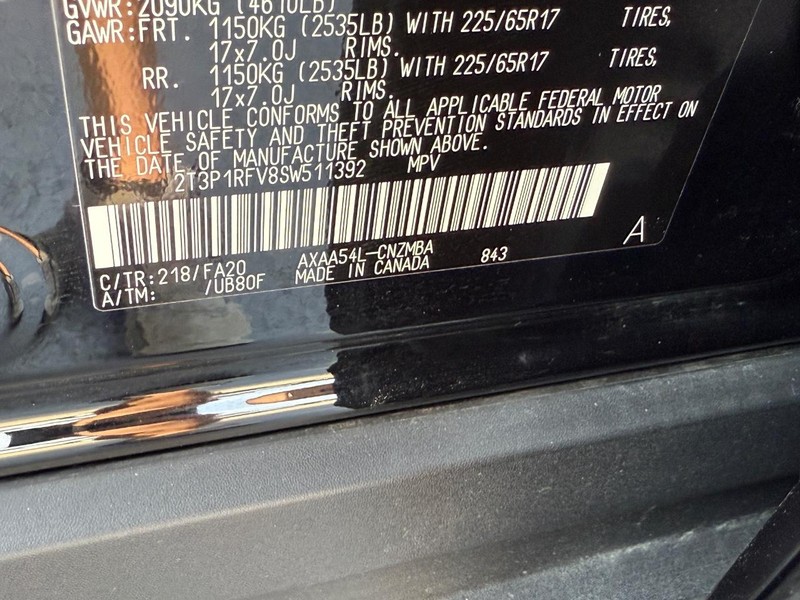 GVWR:2090KG (4610LB)
GAWR:FRT. 1150KG (2535LB) WITH 225/65R17 TIRES,
17x7.0J RIMS.
RR. 1150KG (2535LB) WITH 225/65R17 TIRES,
17x7.0J RIMS.
THIS VEHICLE CONFORMS TO ALL APPLICABLE FEDERAL MOTOR
VEHICLE SAFETY AND THEFT PREVENTION STANDARDS IN EFFECT ON
THE DATE OF MANUFACTURE SHOWN ABOVE.
2T3P1RFV8SW511392 MPV
A
C/TR:218/FA20 AXAA54L-CNZMBA 843
A/TM: /UB80F MADE IN CANADA